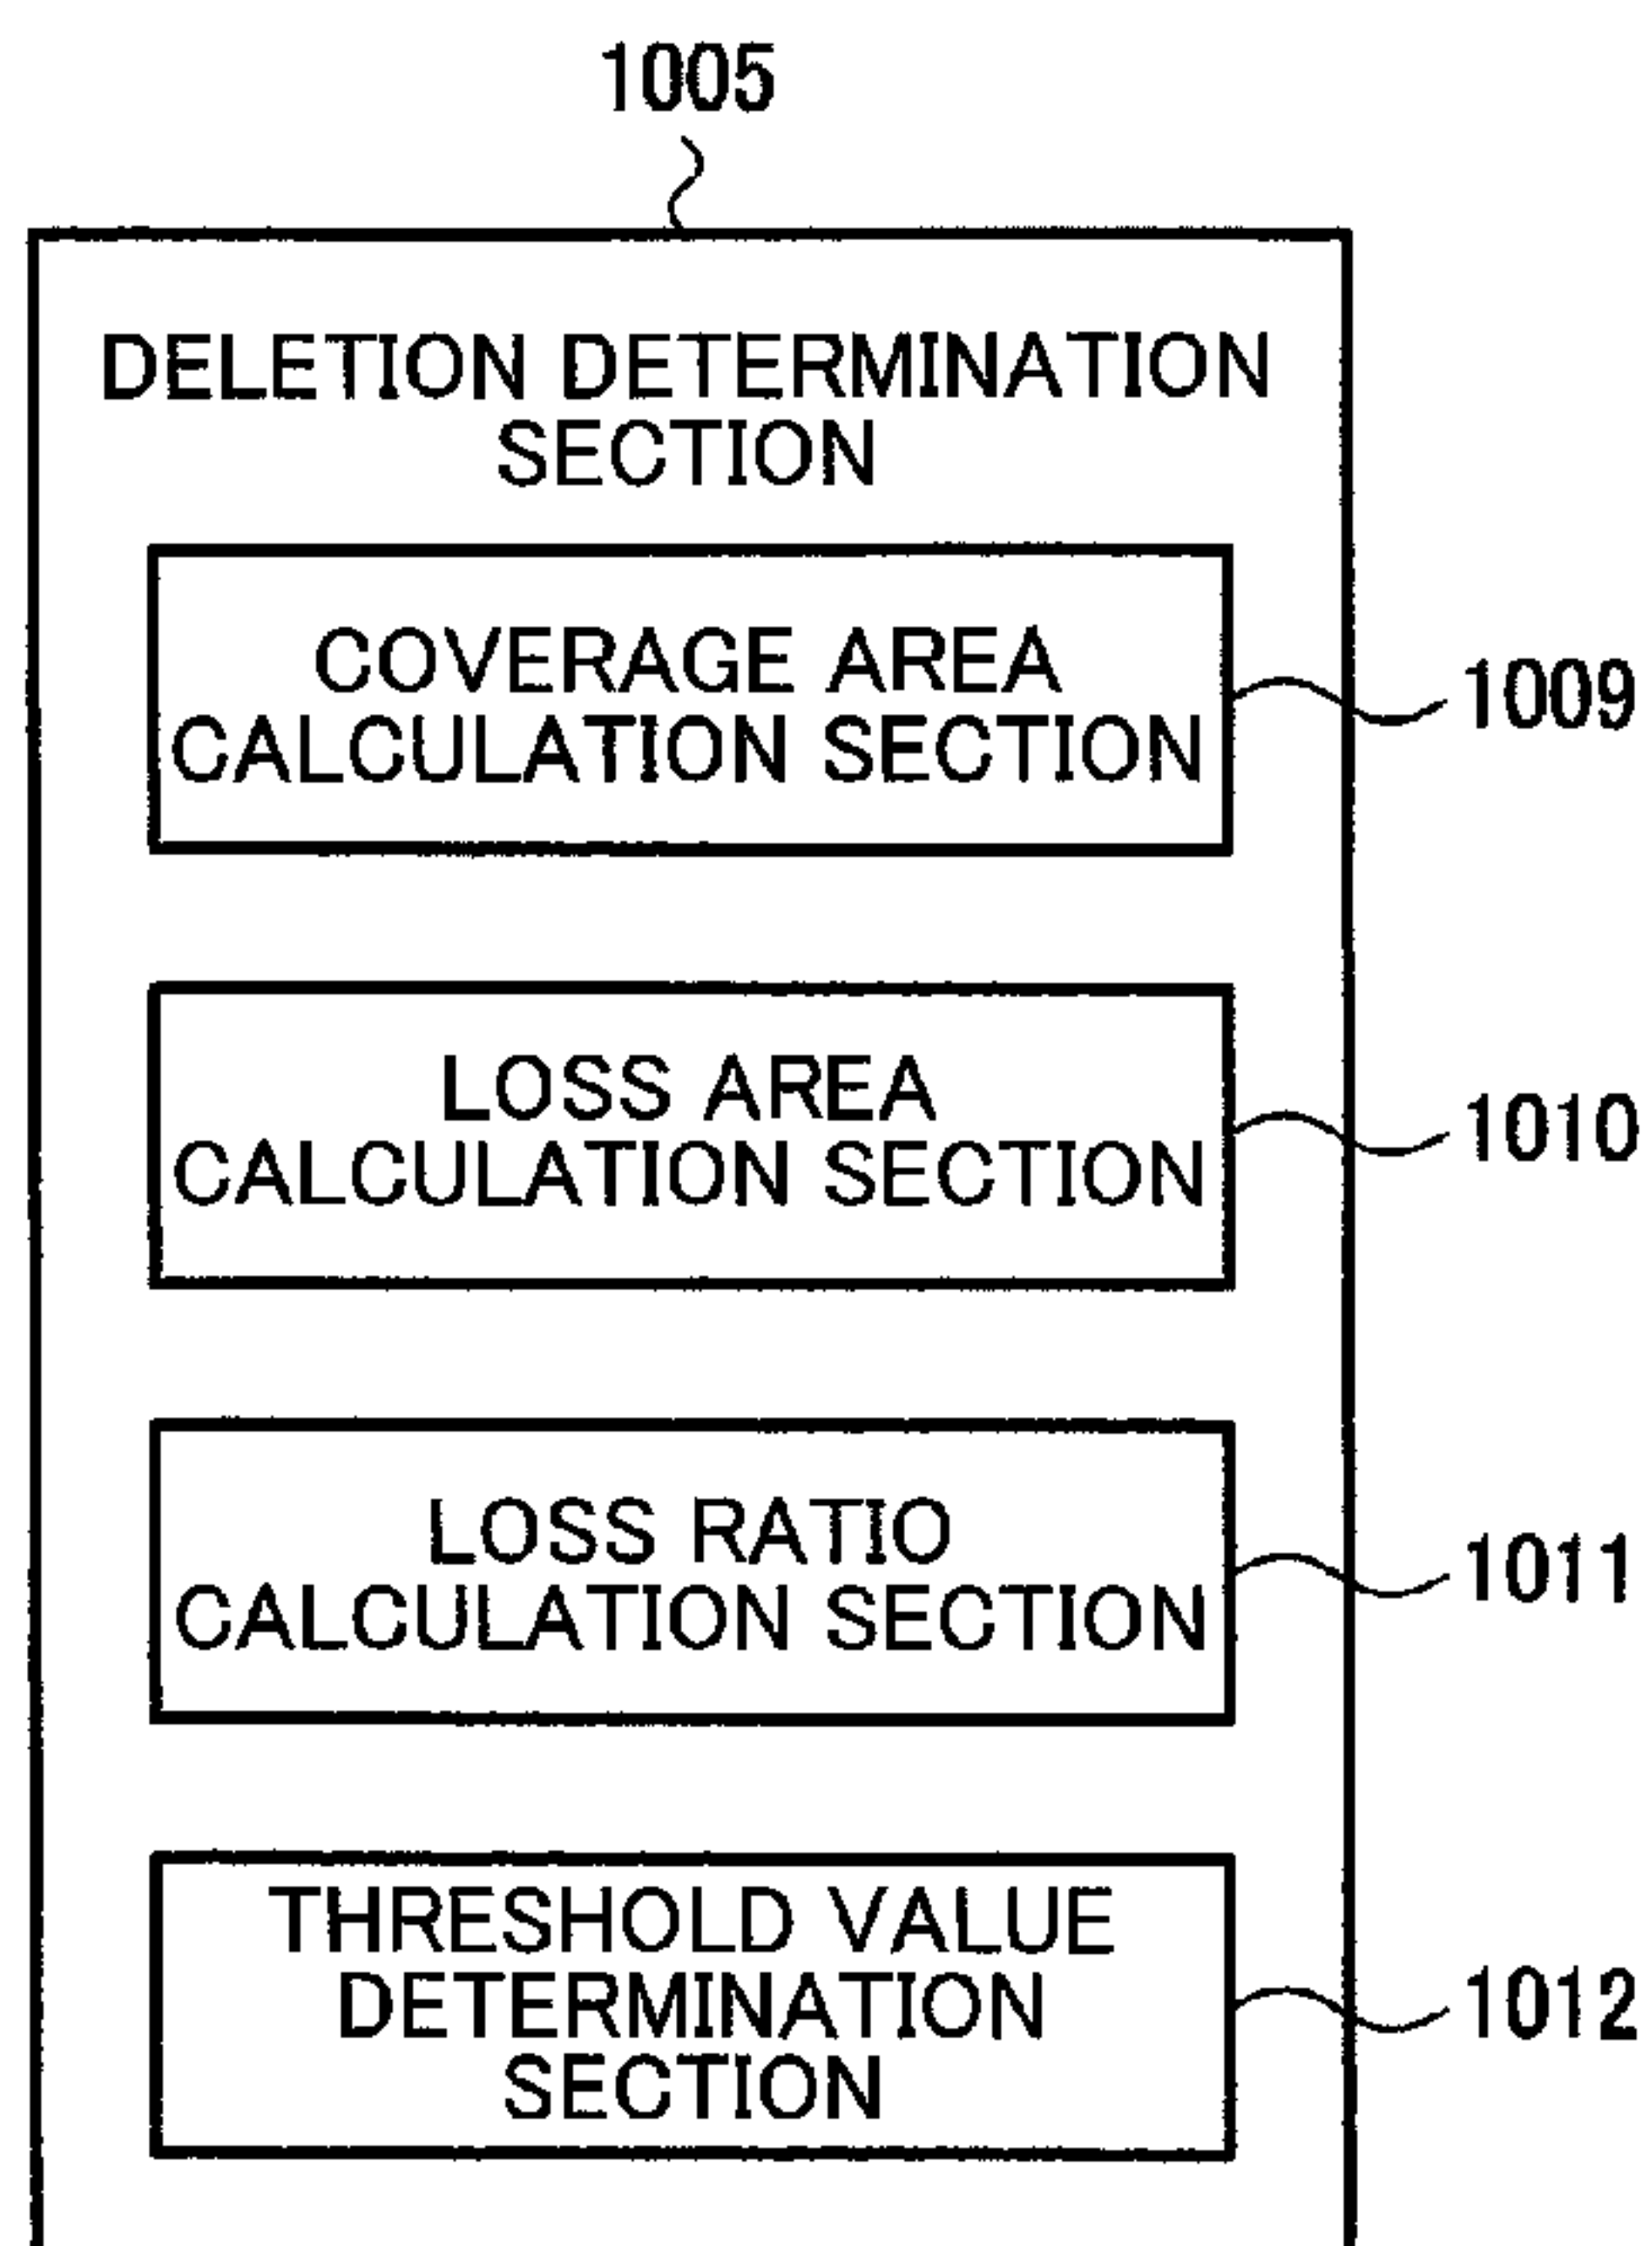 1005
DELETION DETERMINATION
SECTION
COVERAGE AREA
CALCULATION SECTION
1009
LOSS AREA
CALCULATION SECTION
1010
LOSS RATIO
CALCULATION SECTION
1011
THRESHOLD VALUE
DETERMINATION
SECTION
1012